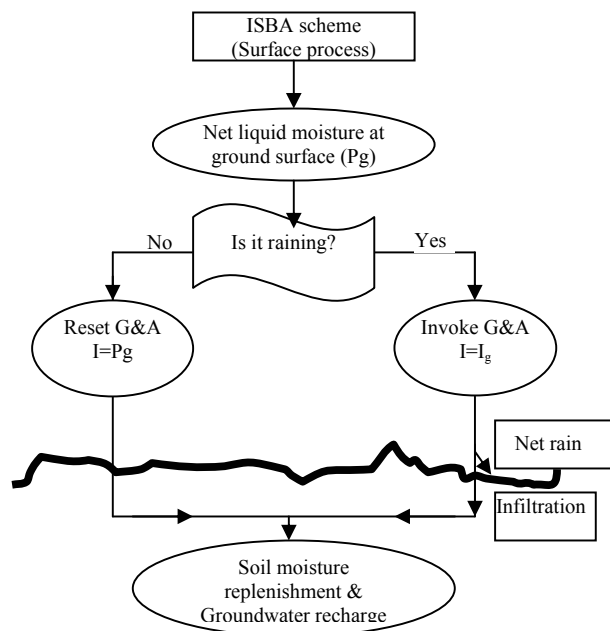 ISBA scheme
(Surface process)
Net liquid moisture at
ground surface (Pg)
Is it raining?
No
Yes
Reset G&A
I=Pg
Invoke G&A
I=Ig
Net rain
Infiltration
Soil moisture
replenishment &
Groundwater recharge